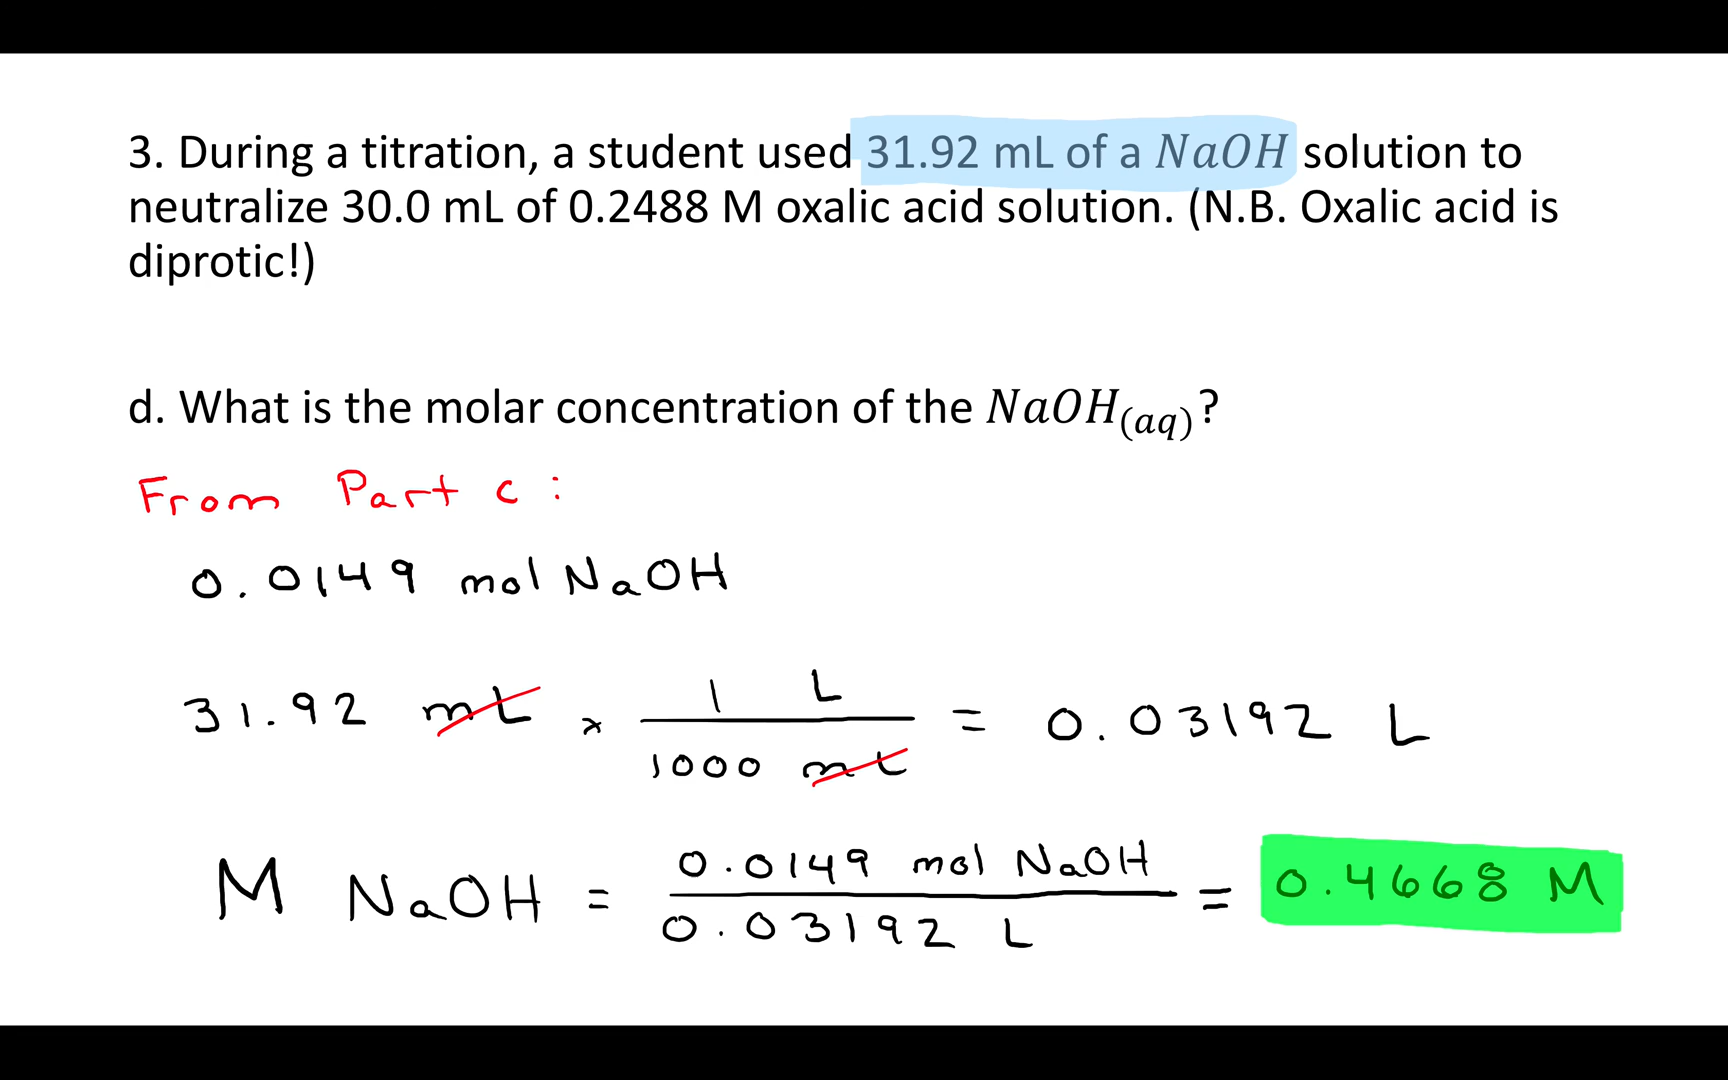 3. During a titration, a student used 31.92 mL of a NaOH solution to
neutralize 30.0 mL of 0.2488 M oxalic acid solution. (N.B. Oxalic acid is
diprotic!)
d. What is the molar concentration of the NaOH(aq)?
From Part c:
0.0149 mol NaOH
31.92 mL × 1 L / 1000 mL = 0.03192 L
M NaOH = 0.0149 mol NaOH / 0.03192 L = 0.4668 M